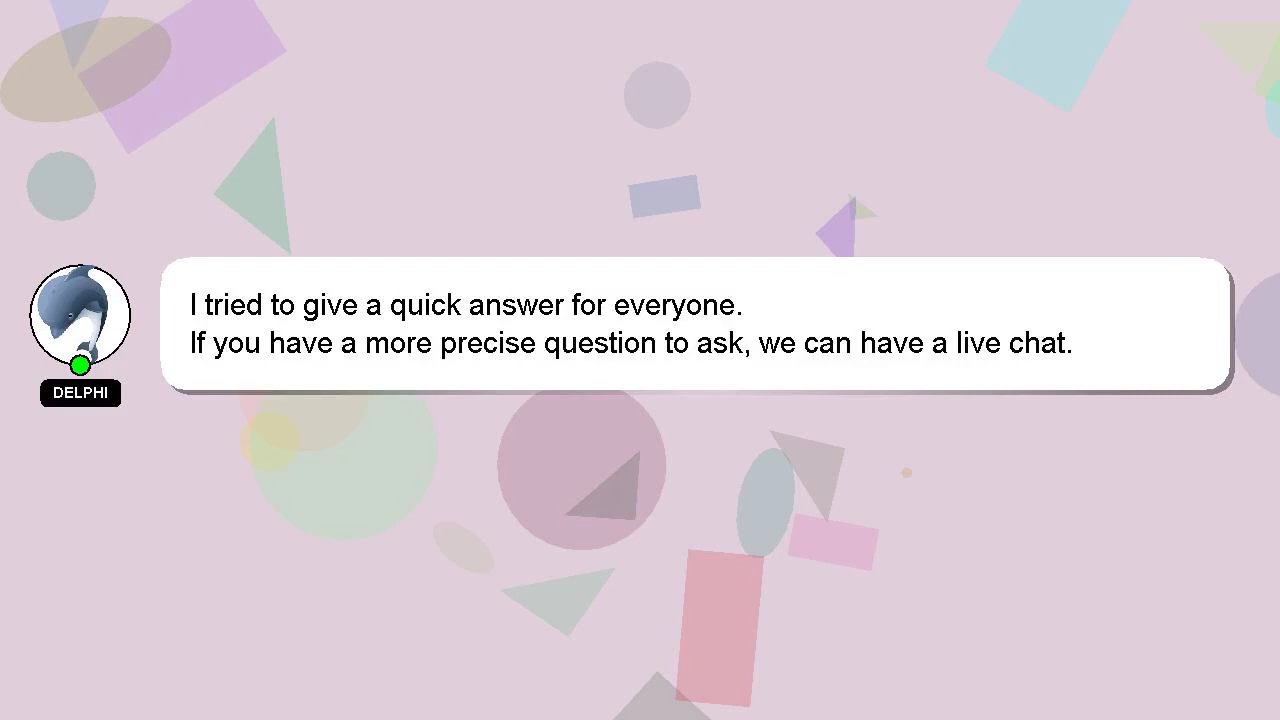 I tried to give a quick answer for everyone.
If you have a more precise question to ask, we can have a live chat.
DELPHI